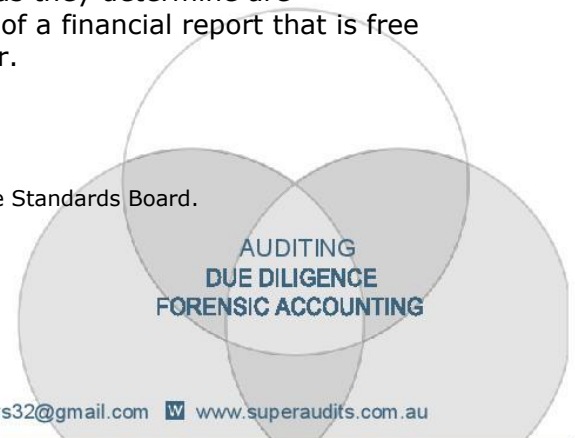 of a financial report that is free
e Standards Board.
AUDITING
DUE DILIGENCE
FORENSIC ACCOUNTING
s32@gmail.com W www.superaudits.com.au